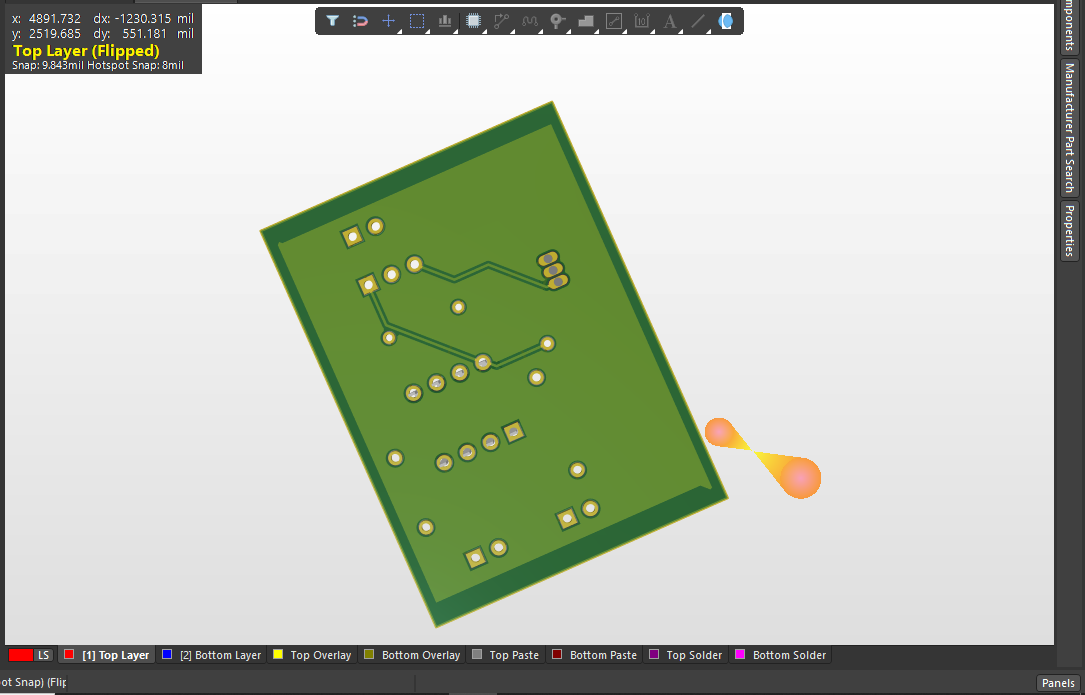 x: 4891.732 dx: -1230.315 mil
y: 2519.685 dy: 551.181 mil
Top Layer (Flipped)
Snap: 9.843mil Hotspot Snap: 8mil
Manufacturer Part Search
Properties
LS
[1] Top Layer
[2] Bottom Layer
Top Overlay
Bottom Overlay
Top Paste
Bottom Paste
Top Solder
Bottom Solder
ot Snap) (Flip
Panels